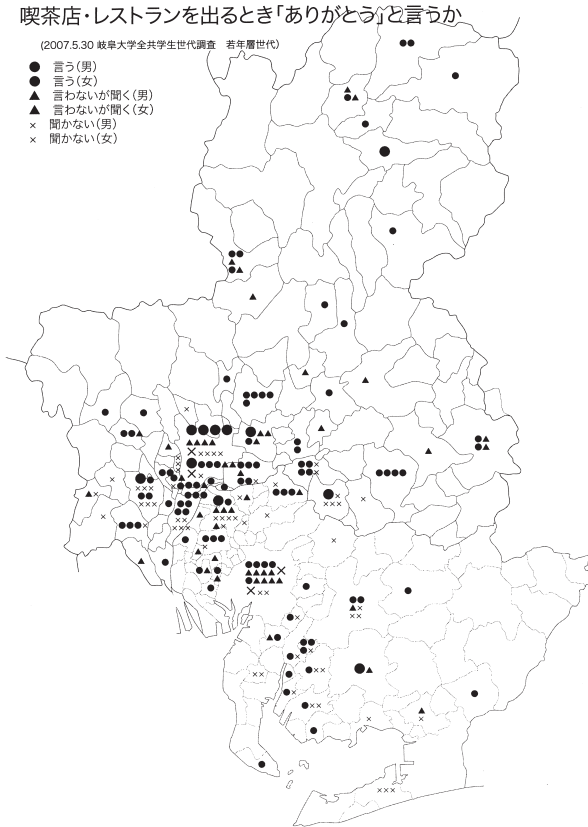 喫茶店・レストランを出るとき「ありがとう」と言うか
(2007.5.30 岐阜大学全共学生世代調査　若年層世代)
言う(男)
言う(女)
言わないが聞く(男)
言わないが聞く(女)
聞かない(男)
聞かない(女)